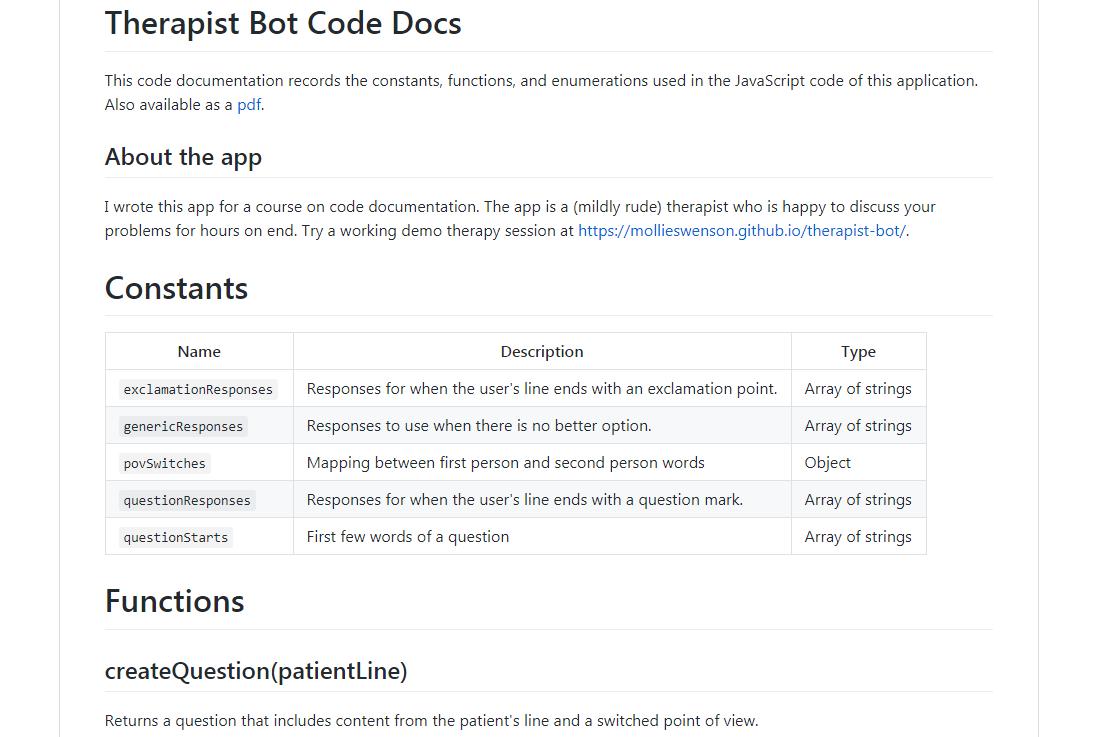 Therapist Bot Code Docs
This code documentation records the constants, functions, and enumerations used in the JavaScript code of this application.
Also available as a pdf.
About the app
I wrote this app for a course on code documentation. The app is a (mildly rude) therapist who is happy to discuss your
problems for hours on end. Try a working demo therapy session at https://mollieswenson.github.io/therapist-bot/.
Constants
Name Description Type
exclamationResponses Responses for when the user's line ends with an exclamation point. Array of strings
genericResponses Responses to use when there is no better option. Array of strings
povSwitches Mapping between first person and second person words Object
questionResponses Responses for when the user's line ends with a question mark. Array of strings
questionStarts First few words of a question Array of strings
Functions
createQuestion(patientLine)
Returns a question that includes content from the patient's line and a switched point of view.